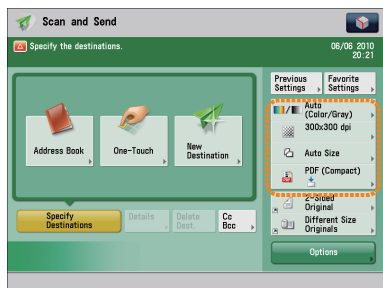 Scan and Send
Specify the destinations.
06/06 2010
20:21
Previous
Settings
Favorite
Settings
Auto
(Color/Gray)
300x300 dpi
Auto Size
PDF (Compact)
2-Sided
Original
Different Size
Originals
Options
Address Book
One-Touch
New
Destination
Specify
Destinations
Details
Delete
Dest.
Cc
Bcc